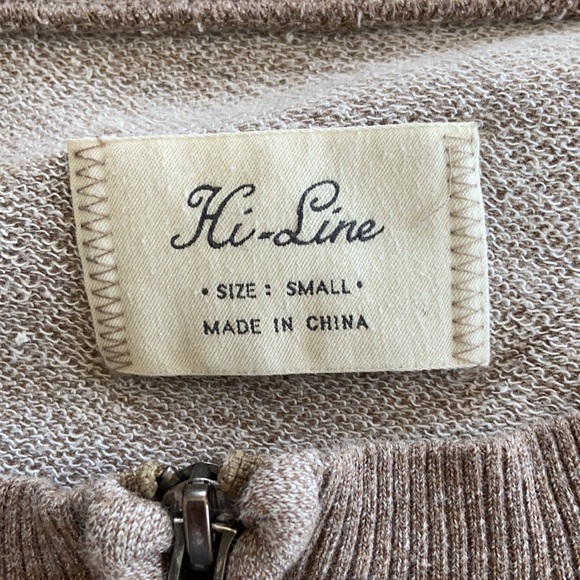 Hi-Line
• SIZE : SMALL •
MADE IN CHINA